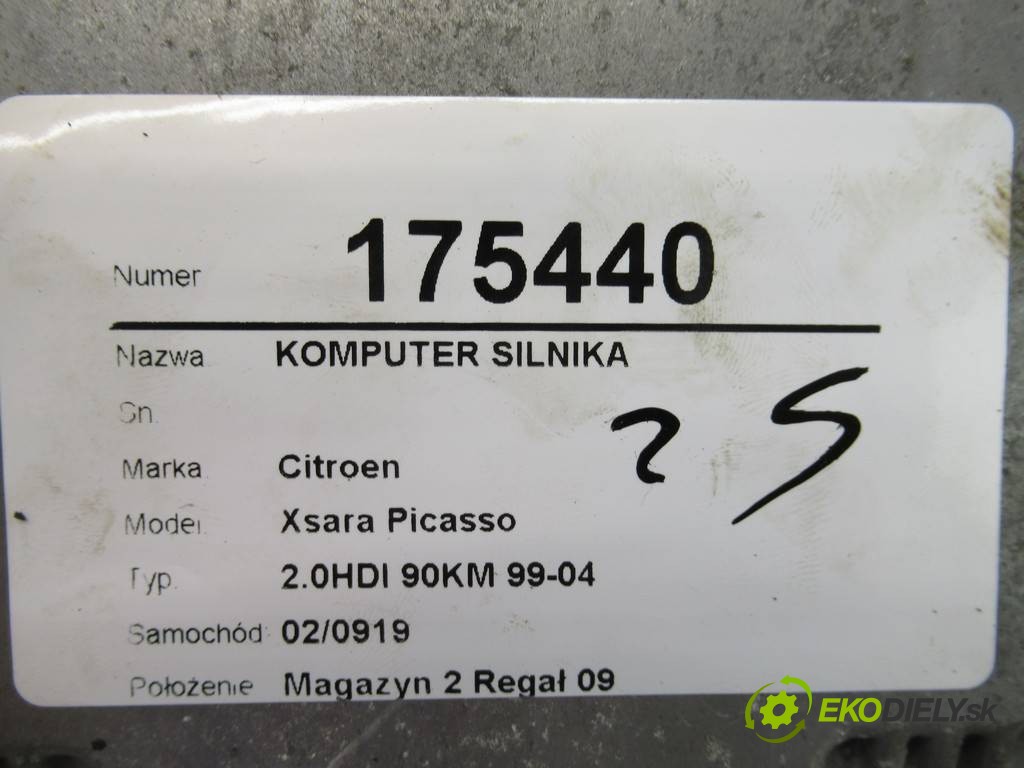 Numer 175440
Nazwa KOMPUTER SILNIKA
Sn.
25
Marka Citroen
Model Xsara Picasso
Typ. 2.0HDI 90KM 99-04
Samochód 02/0919
Położenie Magazyn 2 Regał 09
EKODIELY.sk